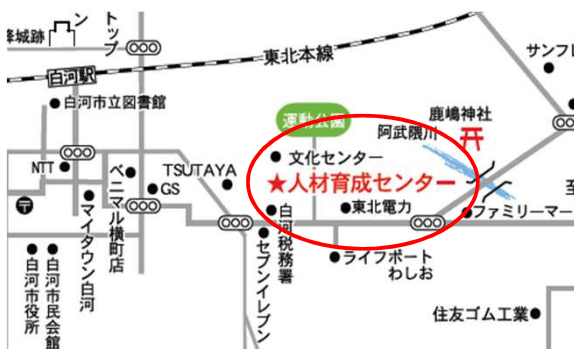 ン
トップ
峰城跡
東北本線
サンフレ
白河駅
白河市立図書館
運動公園
鹿嶋神社
阿武隈川
文化センター
NTT
ベニマル横町店
TSUTAYA
GS
★人材育成センター
至
〒
マイタウン白河
白河税務署
東北電力
ファミリーマー
セブンイレブン
ライフポート
わしお
白河市役所
白河市民会館
住友ゴム工業